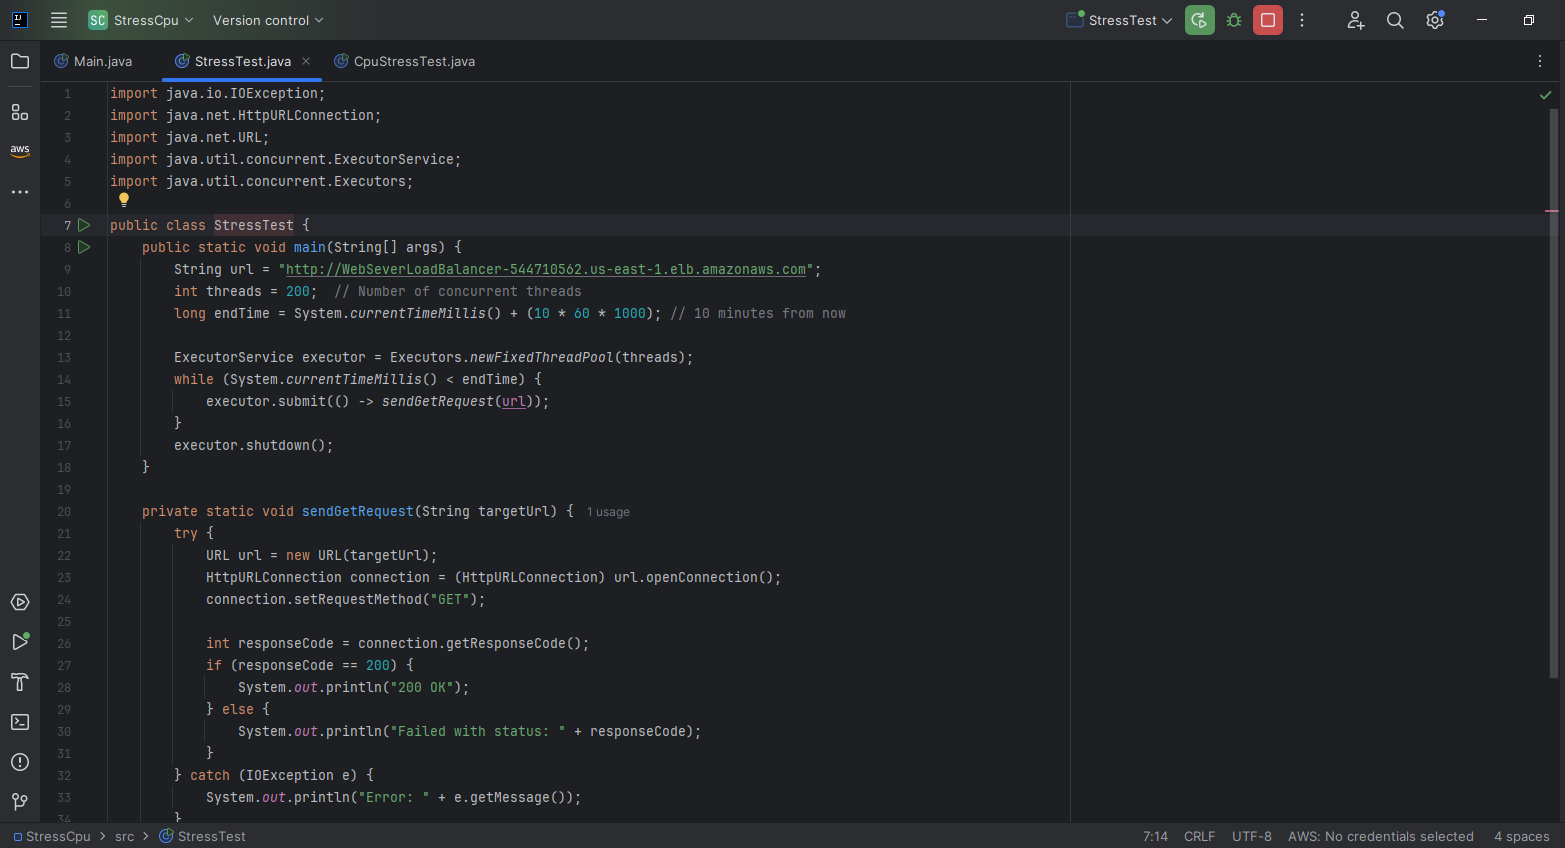 SC StressCpu Version control StressTest
Main.java StressTest.java CpuStressTest.java
aws
1 import java.io.IOException;
2 import java.net.HttpURLConnection;
3 import java.net.URL;
4 import java.util.concurrent.ExecutorService;
5 import java.util.concurrent.Executors;
6
7 public class StressTest {
8 public static void main(String[] args) {
9 String url = "http://WebSeverLoadBalancer-544710562.us-east-1.elb.amazonaws.com";
10 int threads = 200; // Number of concurrent threads
11 long endTime = System.currentTimeMillis() + (10 * 60 * 1000); // 10 minutes from now
12
13 ExecutorService executor = Executors.newFixedThreadPool(threads);
14 while (System.currentTimeMillis() < endTime) {
15 executor.submit(() -> sendGetRequest(url));
16 }
17 executor.shutdown();
18 }
19
20 private static void sendGetRequest(String targetUrl) { 1 usage
21 try {
22 URL url = new URL(targetUrl);
23 HttpURLConnection connection = (HttpURLConnection) url.openConnection();
24 connection.setRequestMethod("GET");
25
26 int responseCode = connection.getResponseCode();
27 if (responseCode == 200) {
28 System.out.println("200 OK");
29 } else {
30 System.out.println("Failed with status: " + responseCode);
31 }
32 } catch (IOException e) {
33 System.out.println("Error: " + e.getMessage());
34 }
StressCpu > src > StressTest 7:14 CRLF UTF-8 AWS: No credentials selected 4 spaces